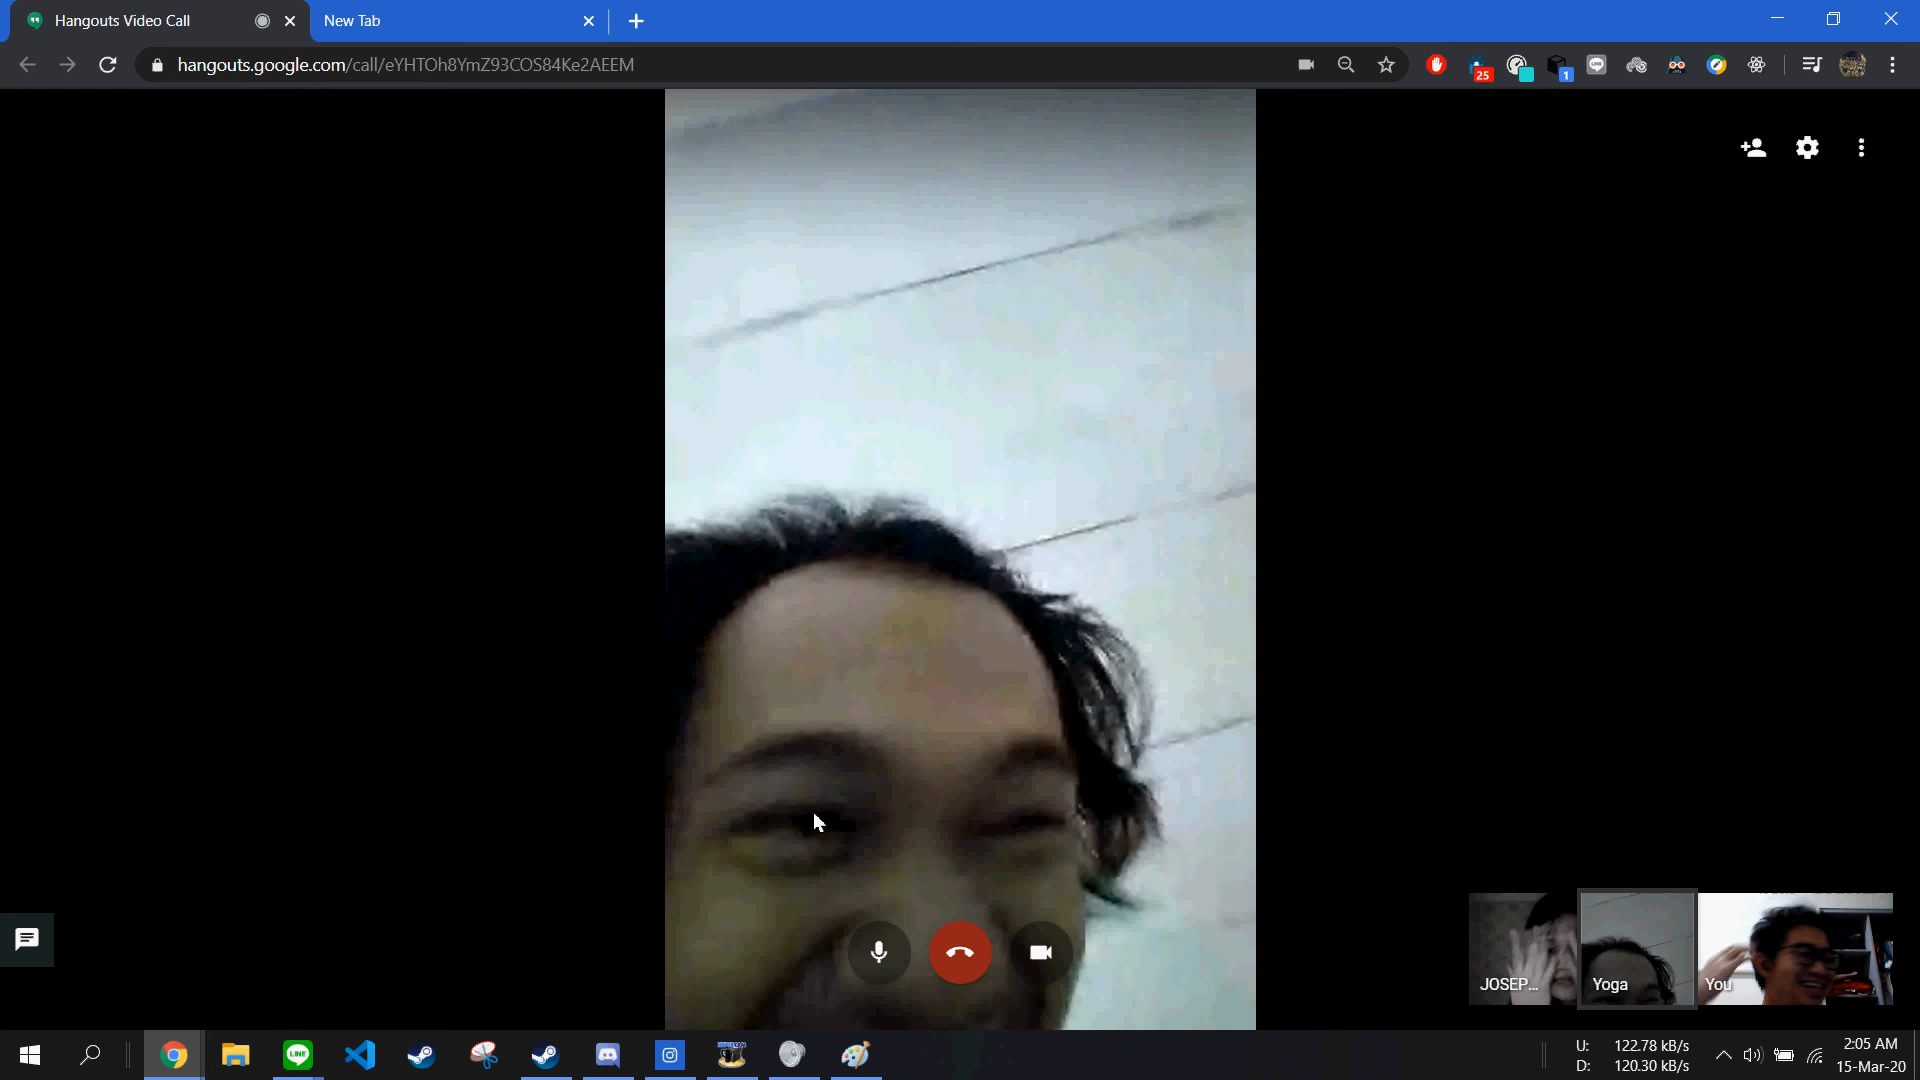 Hangouts Video Call
New Tab
hangouts.google.com/call/eYHTOh8YmZ93COS84Ke2AEEM
25
1
JOSEP...
Yoga
You
LINE
U: 122.78 kB/s
D: 120.30 kB/s
2:05 AM
15-Mar-20